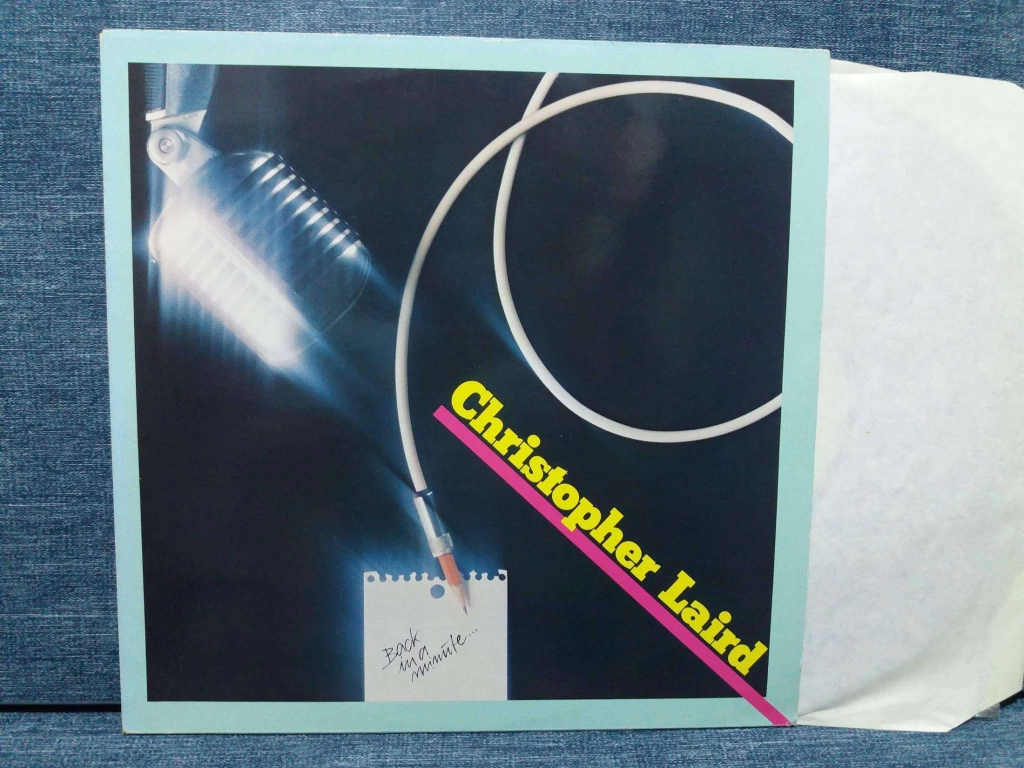 Christopher Laird
Back
in a
minute...